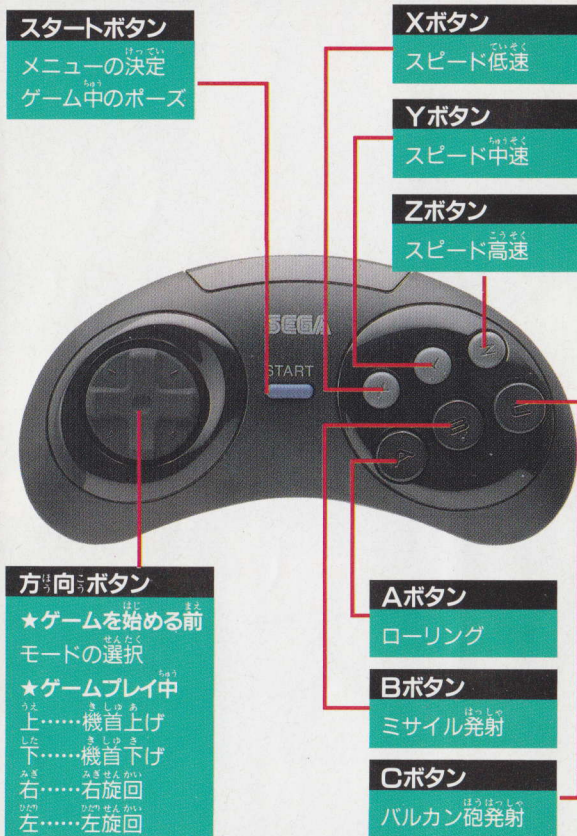 スタートボタン
メニューの決定
ゲーム中のポーズ
Xボタン
スピード低速
Yボタン
スピード中速
Zボタン
スピード高速
SEGA
START
X
Y
Z
A
B
C
方向ボタン
★ゲームを始める前
モードの選択
★ゲームプレイ中
上……機首上げ
下……機首下げ
右……右旋回
左……左旋回
Aボタン
ローリング
Bボタン
ミサイル発射
Cボタン
バルカン砲発射